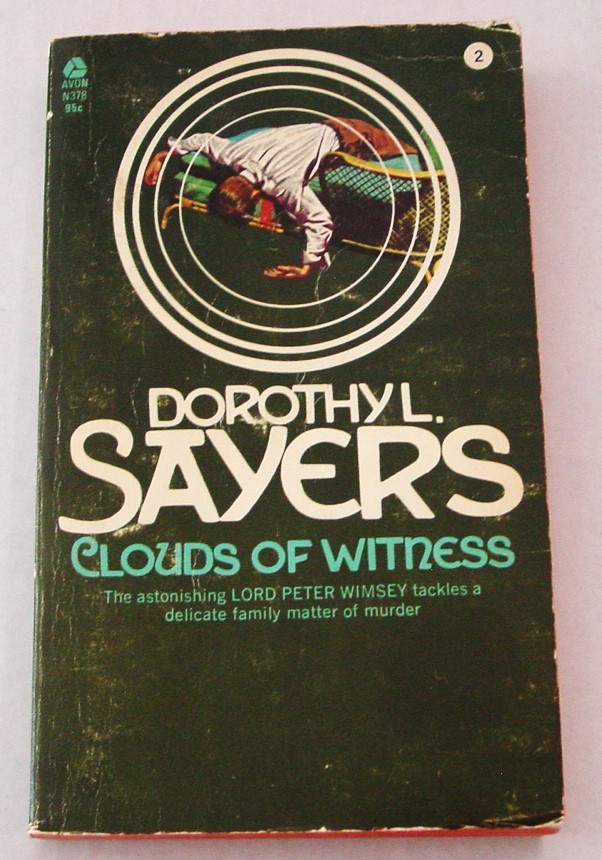 2
AVON
N378
95¢
DOROTHY L.
SAYERS
CLOUDS OF WITNESS
The astonishing LORD PETER WIMSEY tackles a
delicate family matter of murder